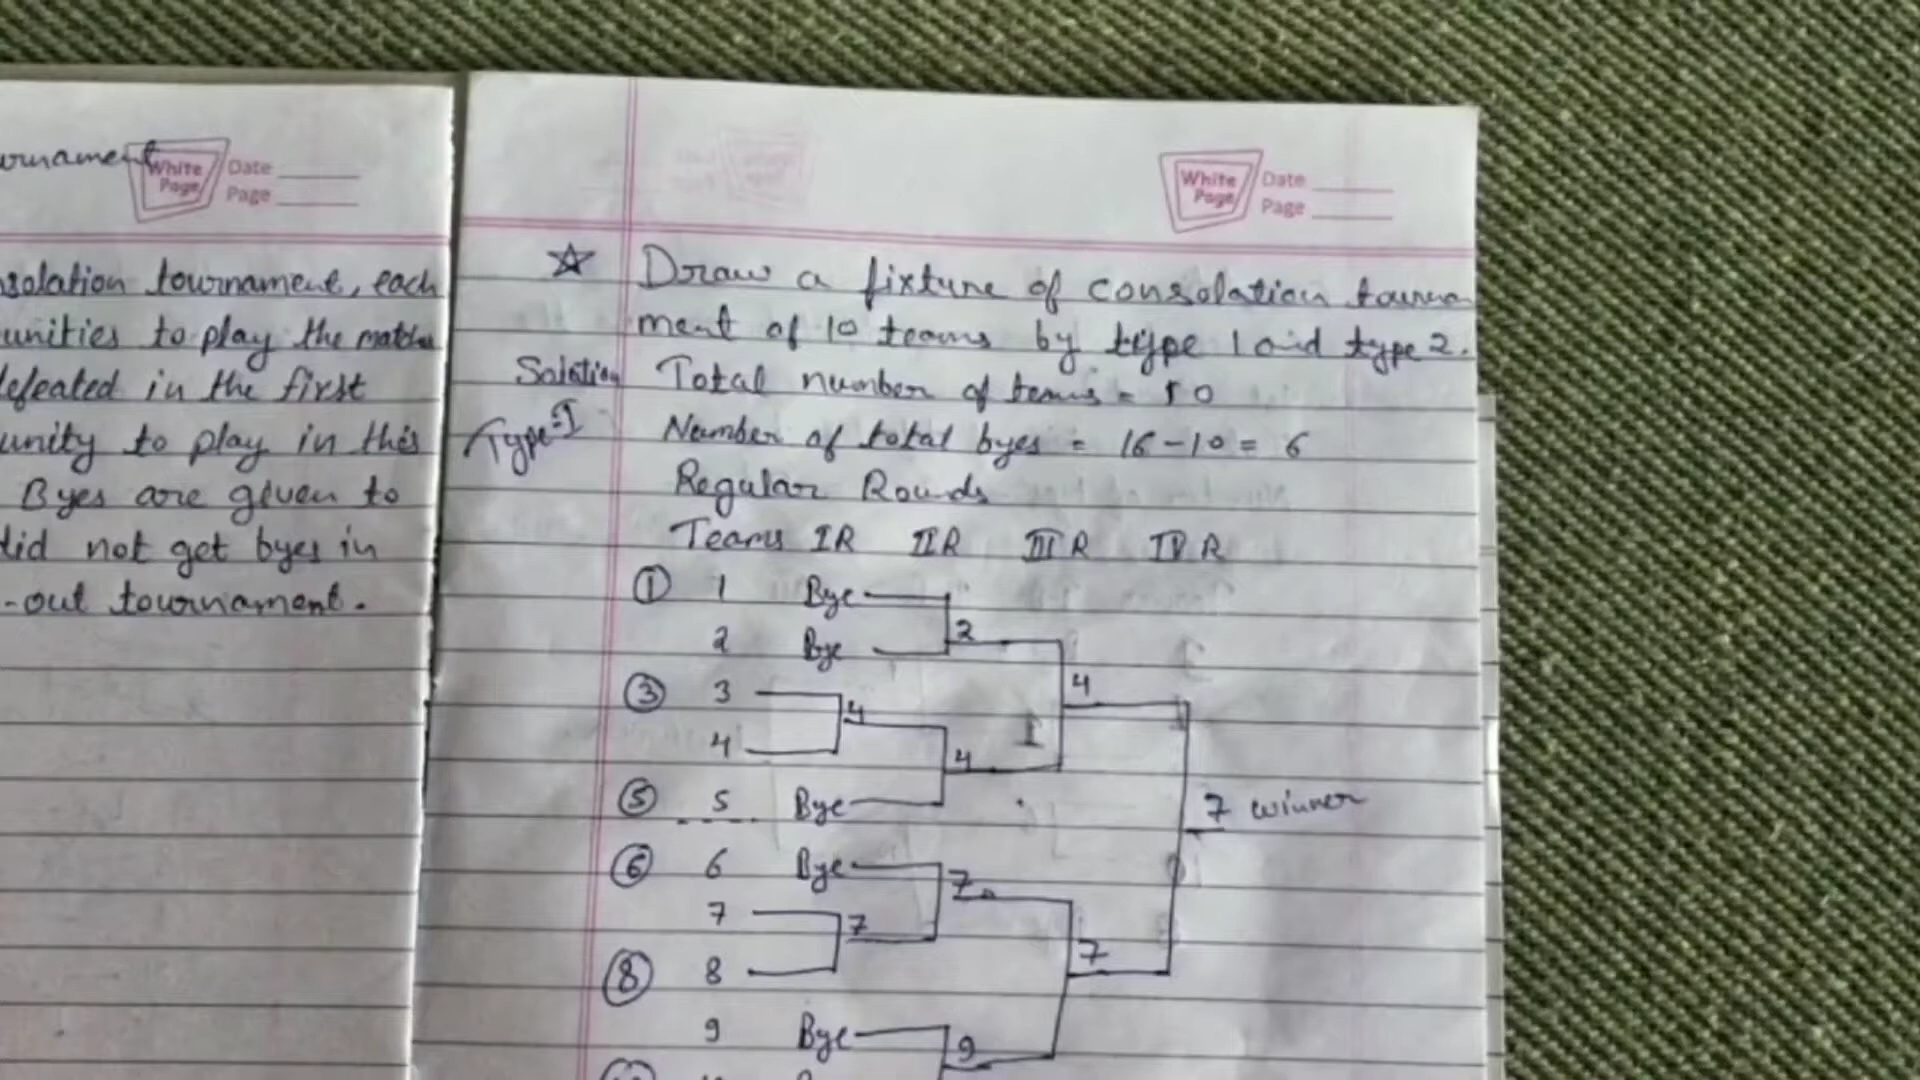 White Page Date
Page
solation tournament, each
unities to play the matche
defeated in the first
unity to play in this
Byes are given to
did not get byes in
-out tournament.
White Page Date
Page
☆ Draw a fixture of consolation tourna
ment of 10 teams by type 1 and type 2.
Solution Total number of teams = 10
Type-I Number of total byes = 16-10 = 6
Regular Rounds
Teams IR IIR III R IV R
① 1 Bye
2
2 Bye
4
③ 3
4
4
4
⑤ 5 Bye
7 winner
⑥ 6 Bye
7
7
7
7
⑧ 8
9 Bye
9